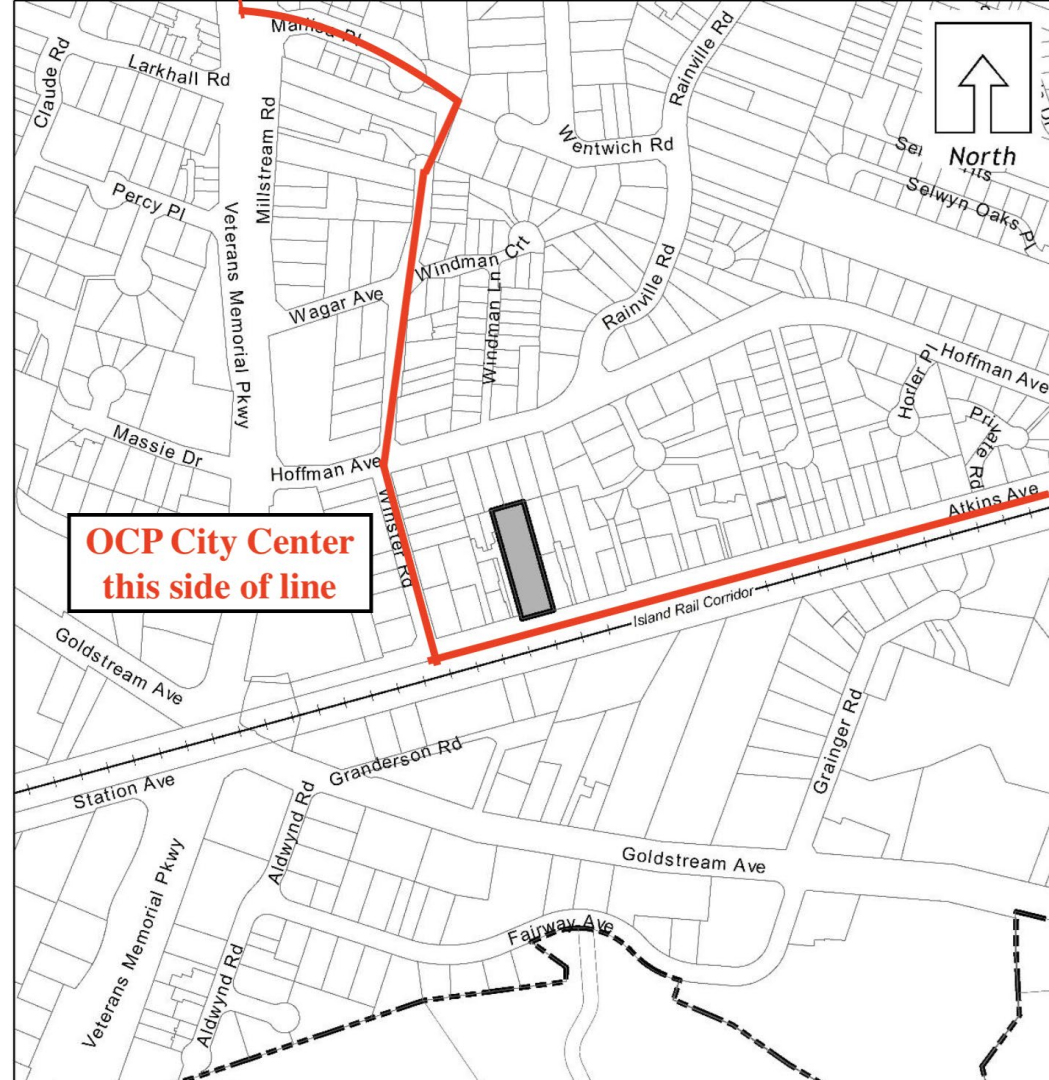 Marlisa Pl
Rainville Rd
Claude Rd
Larkhall Rd
Millstream Rd
Wentwich Rd
North
Selwyn Oaks Pl
Percy Pl
Veterans Memorial Pkwy
Windman Crt
Wagar Ave
Windman Ln
Rainville Rd
Horler Pl
Hoffman Ave
Private Rd
Massie Dr
Hoffman Ave
Winster Rd
Atkins Ave
OCP City Center
this side of line
Island Rail Corridor
Goldstream Ave
Grainger Rd
Granderson Rd
Station Ave
Aldwynd Rd
Veterans Memorial Pkwy
Goldstream Ave
Fairway Ave
Aldwynd Rd